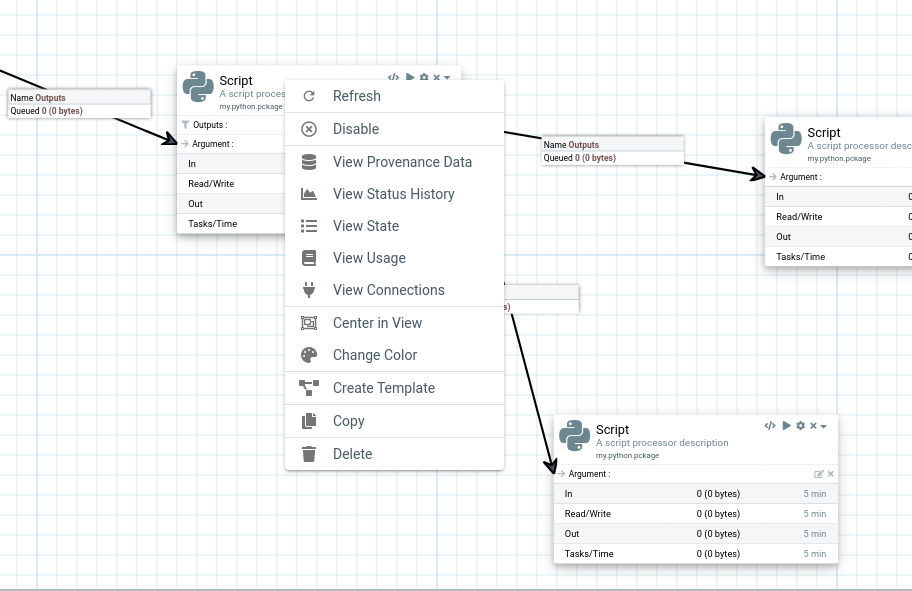 Name Outputs
Queued 0 (0 bytes)
Script
A script proces
my.python.pckage
Outputs :
Argument :
In
Read/Write
Out
Tasks/Time
Refresh
Disable
View Provenance Data
View Status History
View State
View Usage
View Connections
Center in View
Change Color
Create Template
Copy
Delete
Name Outputs
Queued 0 (0 bytes)
s)
Script
A script processor desc
my.python.pckage
Argument :
In 0
Read/Write 0
Out 0
Tasks/Time 0
Script
A script processor description
my.python.pckage
Argument :
In 0 (0 bytes) 5 min
Read/Write 0 (0 bytes) 5 min
Out 0 (0 bytes) 5 min
Tasks/Time 0 (0 bytes) 5 min